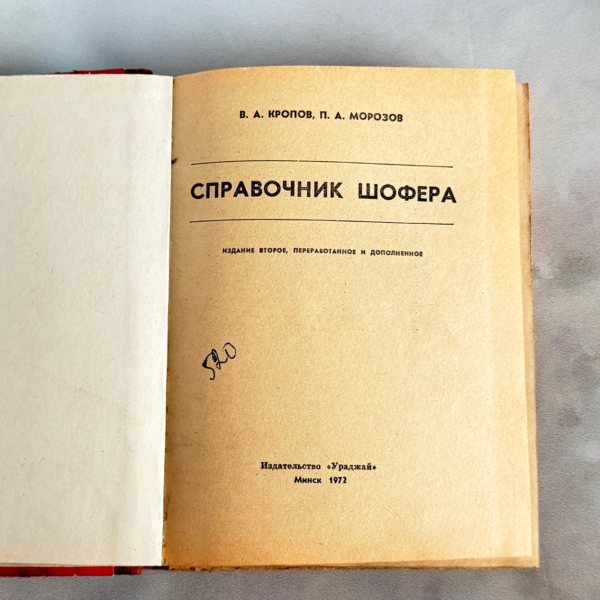 В. А. КРОПОВ, П. А. МОРОЗОВ
СПРАВОЧНИК ШОФЕРА
ИЗДАНИЕ ВТОРОЕ, ПЕРЕРАБОТАННОЕ И ДОПОЛНЕННОЕ
520
Издательство «Ураджай»
Минск 1972